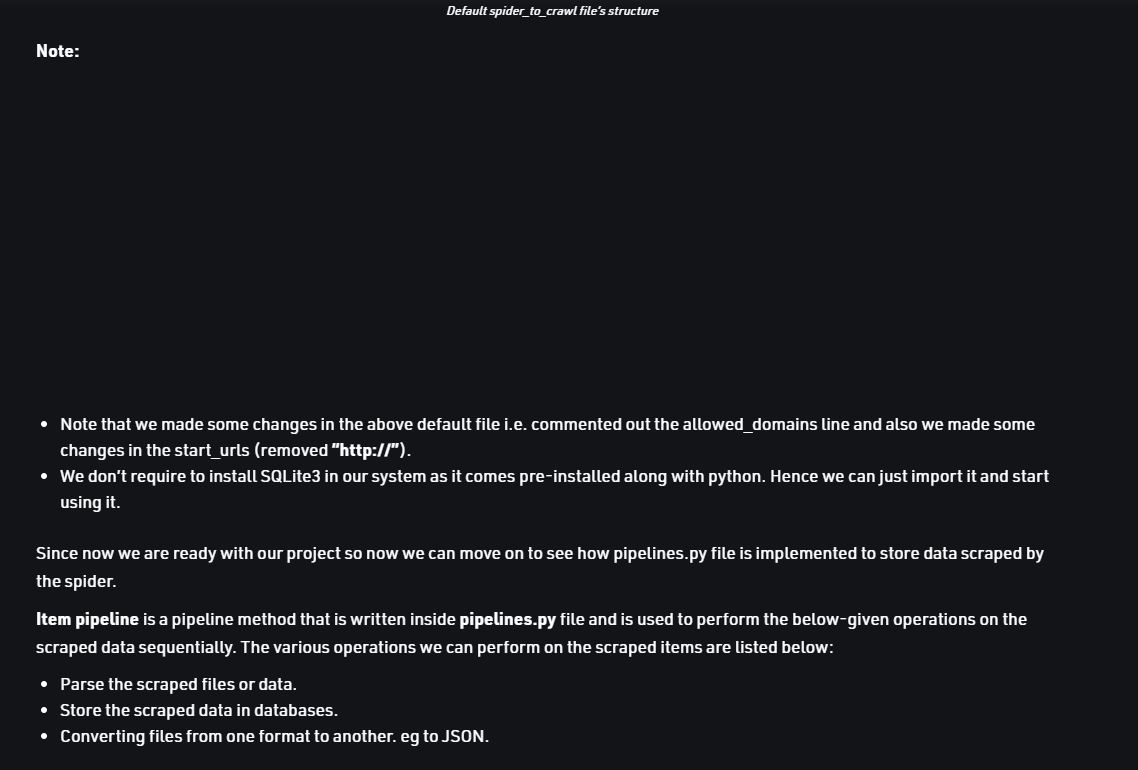 Default spider_to_crawl file's structure
Note:
• Note that we made some changes in the above default file i.e. commented out the allowed_domains line and also we made some
changes in the start_urls (removed “http://”).
• We don’t require to install SQLite3 in our system as it comes pre-installed along with python. Hence we can just import it and start
using it.
Since now we are ready with our project so now we can move on to see how pipelines.py file is implemented to store data scraped by
the spider.
Item pipeline is a pipeline method that is written inside pipelines.py file and is used to perform the below-given operations on the
scraped data sequentially. The various operations we can perform on the scraped items are listed below:
• Parse the scraped files or data.
• Store the scraped data in databases.
• Converting files from one format to another. eg to JSON.